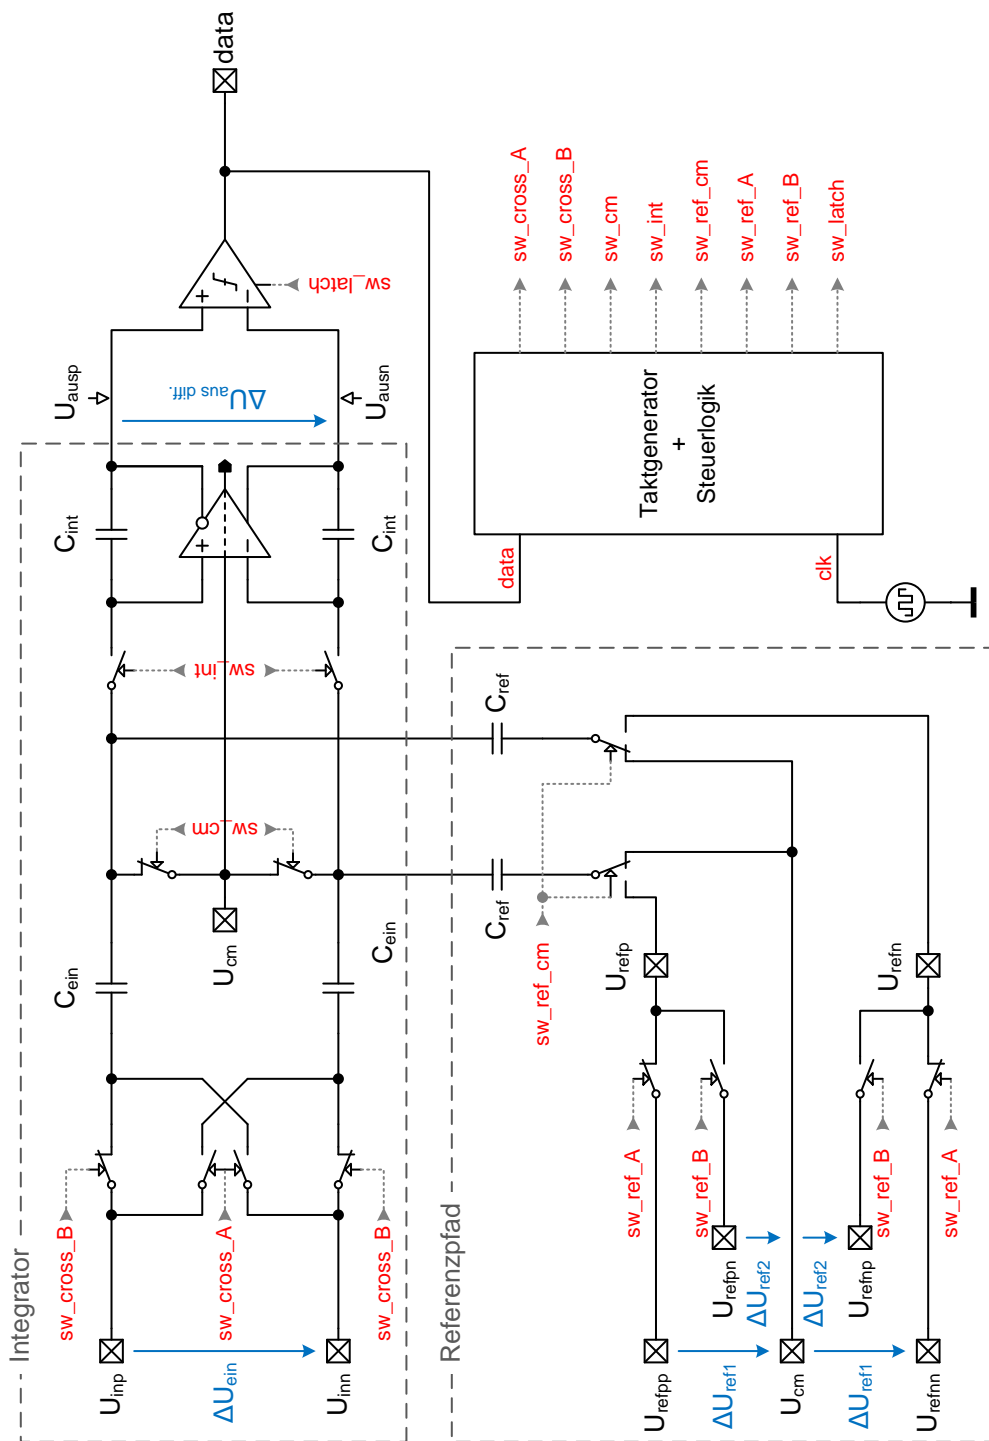 data
U_ausp
ΔU_aus diff.
U_ausn
sw_latch
+
−
Integrator
C_int
+
−
C_int
sw_int
sw_cm
U_cm
C_ein
C_ein
sw_cross_B
sw_cross_A
sw_cross_B
U_inp
ΔU_ein
U_inn
sw_cross_A
sw_cross_B
sw_cm
sw_int
sw_ref_cm
sw_ref_A
sw_ref_B
sw_latch
Taktgenerator
+
Steuerlogik
data
clk
Referenzpfad
C_ref
C_ref
sw_ref_cm
U_refp
U_refn
sw_ref_A
sw_ref_B
sw_ref_B
sw_ref_A
U_refpn
ΔU_ref2
ΔU_ref2
U_refnp
U_refpp
ΔU_ref1
U_cm
ΔU_ref1
U_refnn